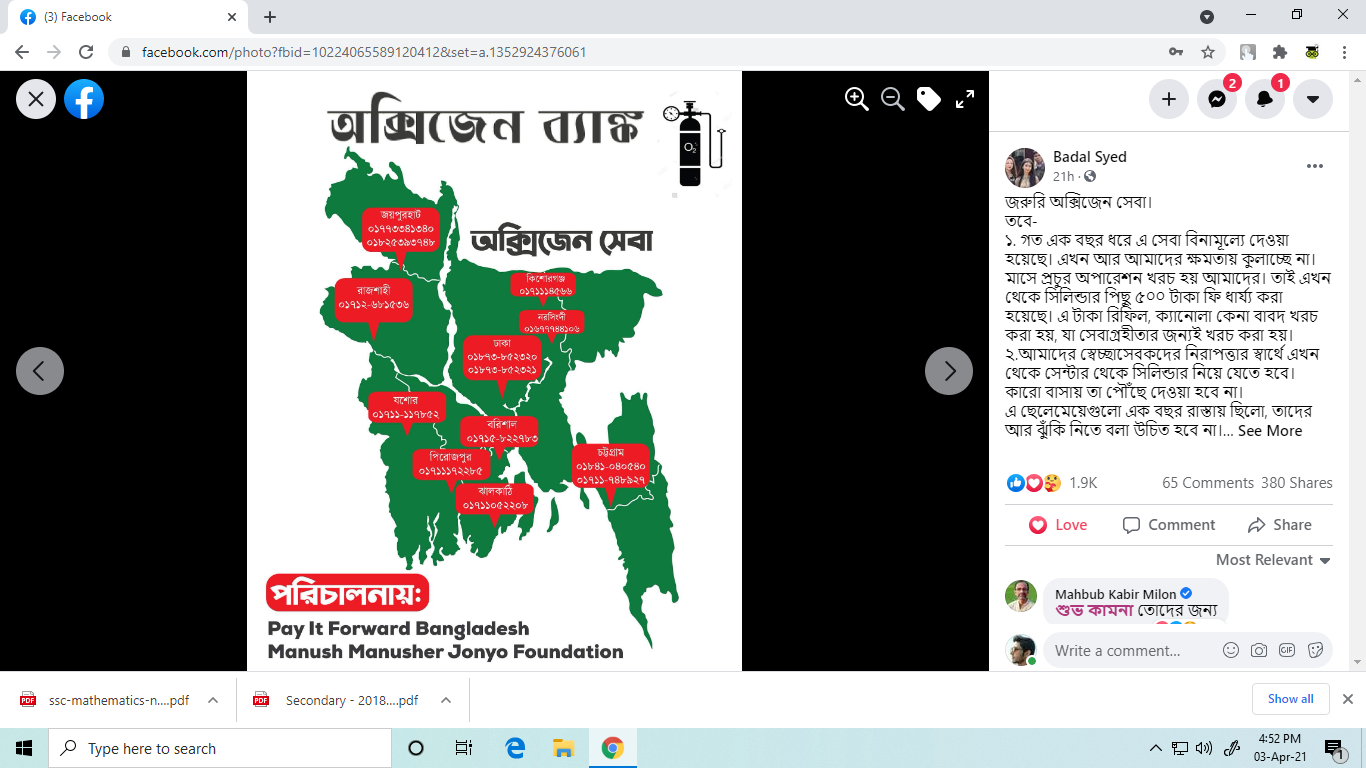 (3) Facebook
facebook.com/photo?fbid=10224065589120412&set=a.1352924376061
অক্সিজেন ব্যাঙ্ক
O2
অক্সিজেন সেবা
জয়পুরহাট
০১৭৭৩৩৪১৩৪০
০১৮২৫৩৯৩৭৪৮
রাজশাহী
০১৭১২-৬৮১৫৩৬
কিশোরগঞ্জ
০১৭১১১৪৫৬৬
নরসিংদী
০১৬৭৭৭৪৪১০৬
ঢাকা
০১৮৭৩-৮৫২৩২০
০১৮৭৩-৮৫২৩২১
যশোর
০১৭১১-১১৭৮৫২
বরিশাল
০১৭১৫-৮২২৭৮৩
পিরোজপুর
০১৭১১১৭২২৮৫
ঝালকাঠি
০১৭১১০৫২২০৮
চট্টগ্রাম
০১৮৪১-০৪০৫৪০
০১৭১১-৭৪৮৯২৭
পরিচালনায়:
Pay It Forward Bangladesh
Manush Manusher Jonyo Foundation
2
1
Badal Syed
21h ·
জরুরি অক্সিজেন সেবা।
তবে-
১. গত এক বছর ধরে এ সেবা বিনামূল্যে দেওয়া
হয়েছে। এখন আর আমাদের ক্ষমতায় কুলাচ্ছে না।
মাসে প্রচুর অপারেশন খরচ হয় আমাদের। তাই এখন
থেকে সিলিন্ডার পিছু ৫০০ টাকা ফি ধার্য্য করা
হয়েছে। এ টাকা রিফিল, ক্যানোলা কেনা বাবদ খরচ
করা হয়, যা সেবাগ্রহীতার জন্যই খরচ করা হয়।
২.আমাদের স্বেচ্ছাসেবকদের নিরাপত্তার স্বার্থে এখন
থেকে সেন্টার থেকে সিলিন্ডার নিয়ে যেতে হবে।
কারো বাসায় তা পৌঁছে দেওয়া হবে না।
এ ছেলেমেয়েগুলো এক বছর রাস্তায় ছিলো, তাদের
আর ঝুঁকি নিতে বলা উচিত হবে না।... See More
1.9K 65 Comments 380 Shares
Love Comment Share
Most Relevant
Mahbub Kabir Milon
শুভ কামনা তোদের জন্য
Write a comment...
GIF
PDF ssc-mathematics-n....pdf
PDF Secondary - 2018....pdf
Show all
Type here to search
4:52 PM
03-Apr-21
1